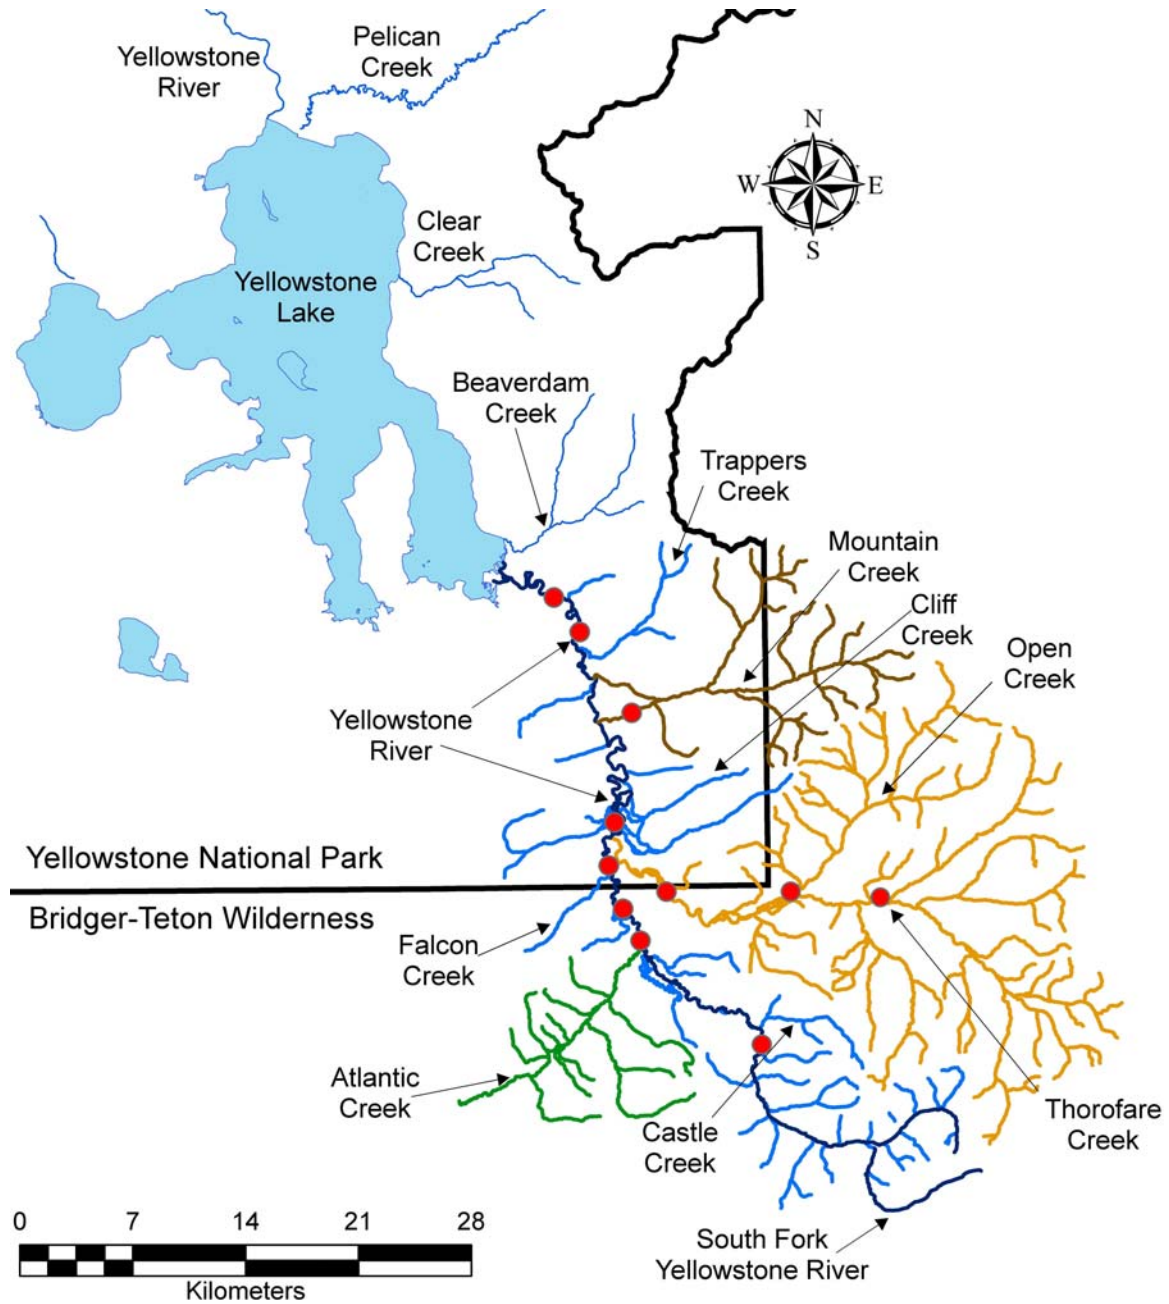 Pelican
Creek
Yellowstone
River
N
W
E
S
Clear
Creek
Yellowstone
Lake
Beaverdam
Creek
Trappers
Creek
Mountain
Creek
Cliff
Creek
Open
Creek
Yellowstone
River
Yellowstone National Park
Bridger-Teton Wilderness
Falcon
Creek
Atlantic
Creek
Castle
Creek
Thorofare
Creek
South Fork
Yellowstone River
0 7 14 21 28
Kilometers